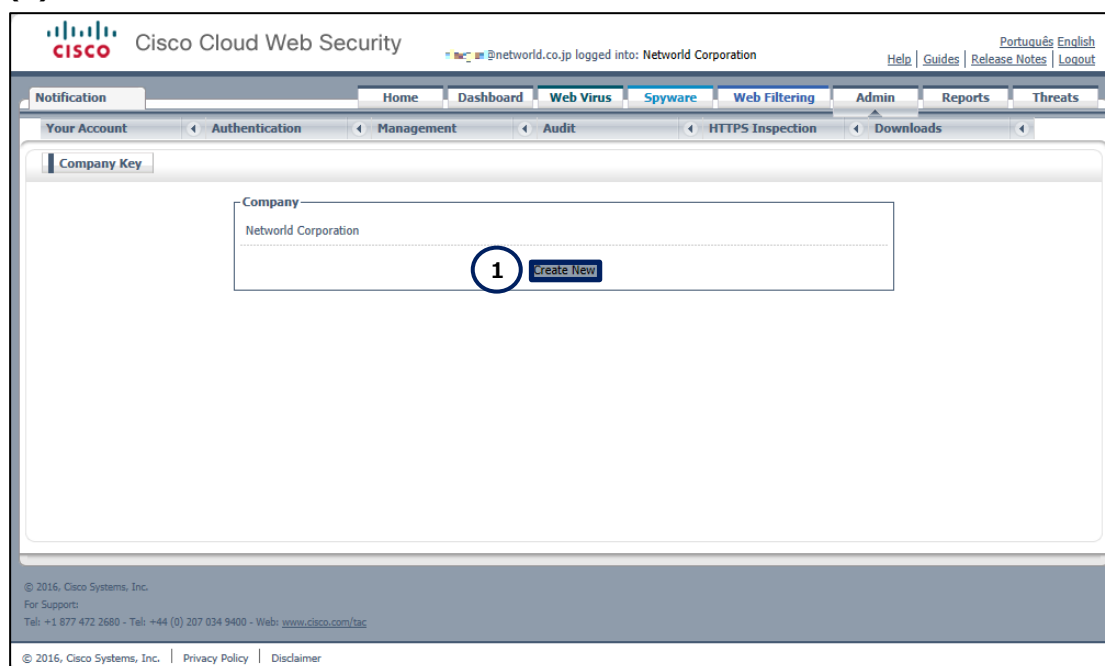 CISCO Cisco Cloud Web Security
@networld.co.jp logged into: Networld Corporation
Português English
Help | Guides | Release Notes | Logout
Notification Home Dashboard Web Virus Spyware Web Filtering Admin Reports Threats
Your Account Authentication Management Audit HTTPS Inspection Downloads
Company Key
Company
Networld Corporation
1 Create New
© 2016, Cisco Systems, Inc.
For Support:
Tel: +1 877 472 2680 - Tel: +44 (0) 207 034 9400 - Web: www.cisco.com/tac
© 2016, Cisco Systems, Inc. | Privacy Policy | Disclaimer